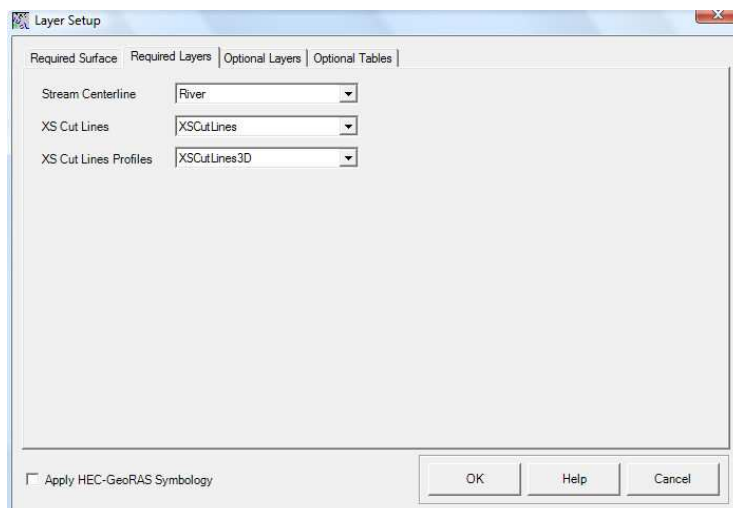 Layer Setup
Required Surface Required Layers Optional Layers Optional Tables
Stream Centerline River
XS Cut Lines XSCutLines
XS Cut Lines Profiles XSCutLines3D
Apply HEC-GeoRAS Symbology OK Help Cancel